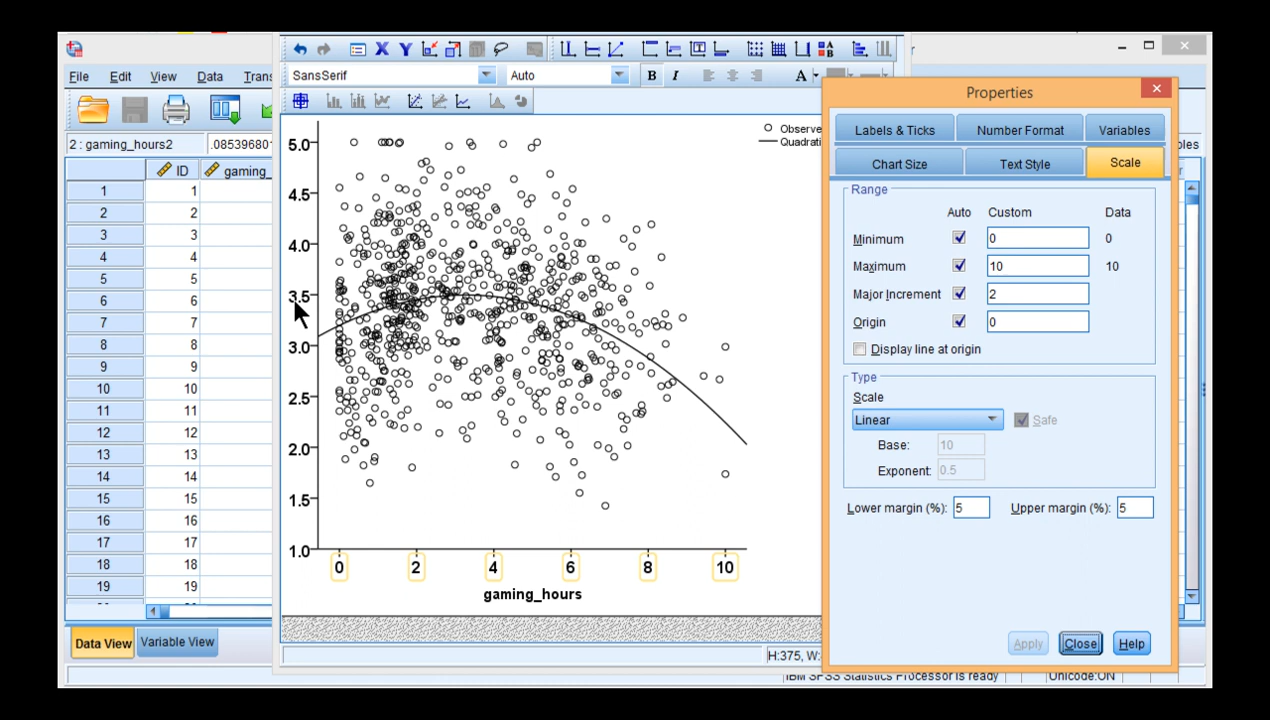 File Edit View Data Trans
2 : gaming_hours2 .08539680
ID gaming_
1 1
2 2
3 3
4 4
5 5
6 6
7 7
8 8
9 9
10 10
11 11
12 12
13 13
14 14
15 15
16 16
17 17
18 18
19 19
Data View Variable View
SansSerif Auto B I A
X Y
Observe
Quadrati
5.0
4.5
4.0
3.5
3.0
2.5
2.0
1.5
1.0
0 2 4 6 8 10
gaming_hours
H:375, W:
Properties
Labels & Ticks Number Format Variables
Chart Size Text Style Scale
Range
Auto Custom Data
Minimum 0 0
Maximum 10 10
Major Increment 2
Origin 0
Display line at origin
Type
Scale
Linear Safe
Base: 10
Exponent: 0.5
Lower margin (%): 5 Upper margin (%): 5
Apply Close Help
bles
IBM SPSS Statistics Processor is ready Unicode:ON